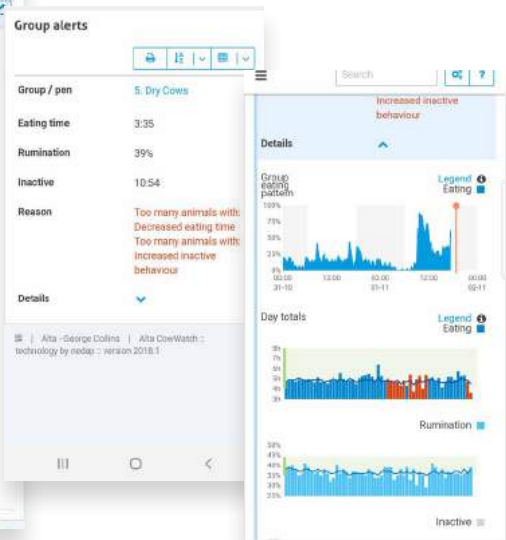 Group alerts
Group / pen
5. Dry Cows
Eating time
3:35
Rumination
39%
Inactive
10:54
Reason
Too many animals with:
Decreased eating time
Too many animals with:
Increased inactive
behaviour
Details
| Alta - George Collins | Alta CowWatch ::
technology by nedap :: version 2018.1
Search
?
Increased inactive
behaviour
Details
Group
eating
pattern
Legend
Eating
100%
75%
50%
25%
0%
00:00
12:00
00:00
12:00
00:00
31-10
01-11
02-11
Day totals
Legend
Eating
Rumination
Inactive